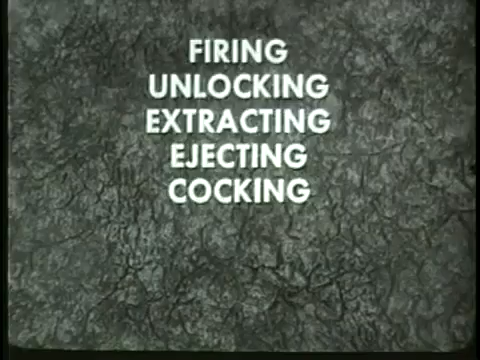 FIRING
UNLOCKING
EXTRACTING
EJECTING
COCKING